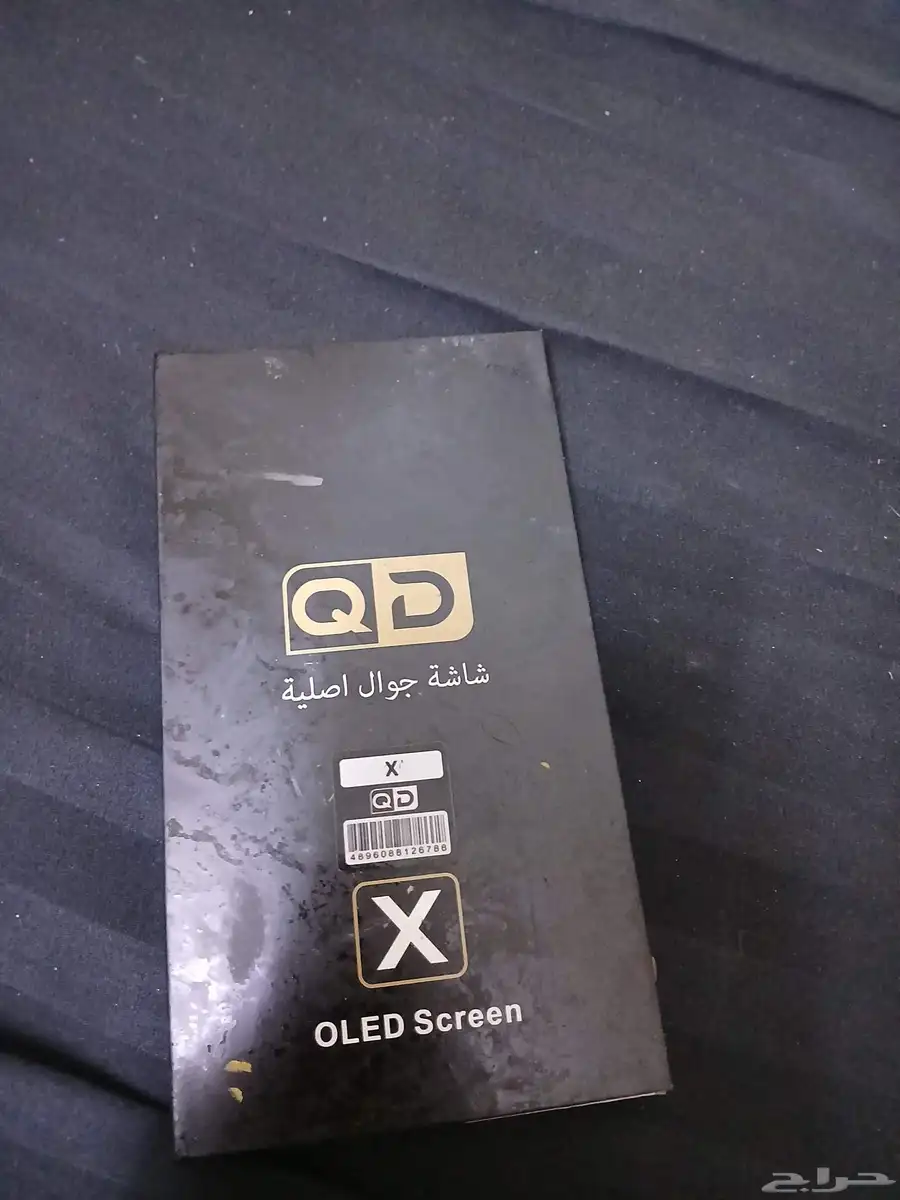 QD
شاشة جوال اصلية
X
QD
4896088126788
X
OLED Screen
حراج